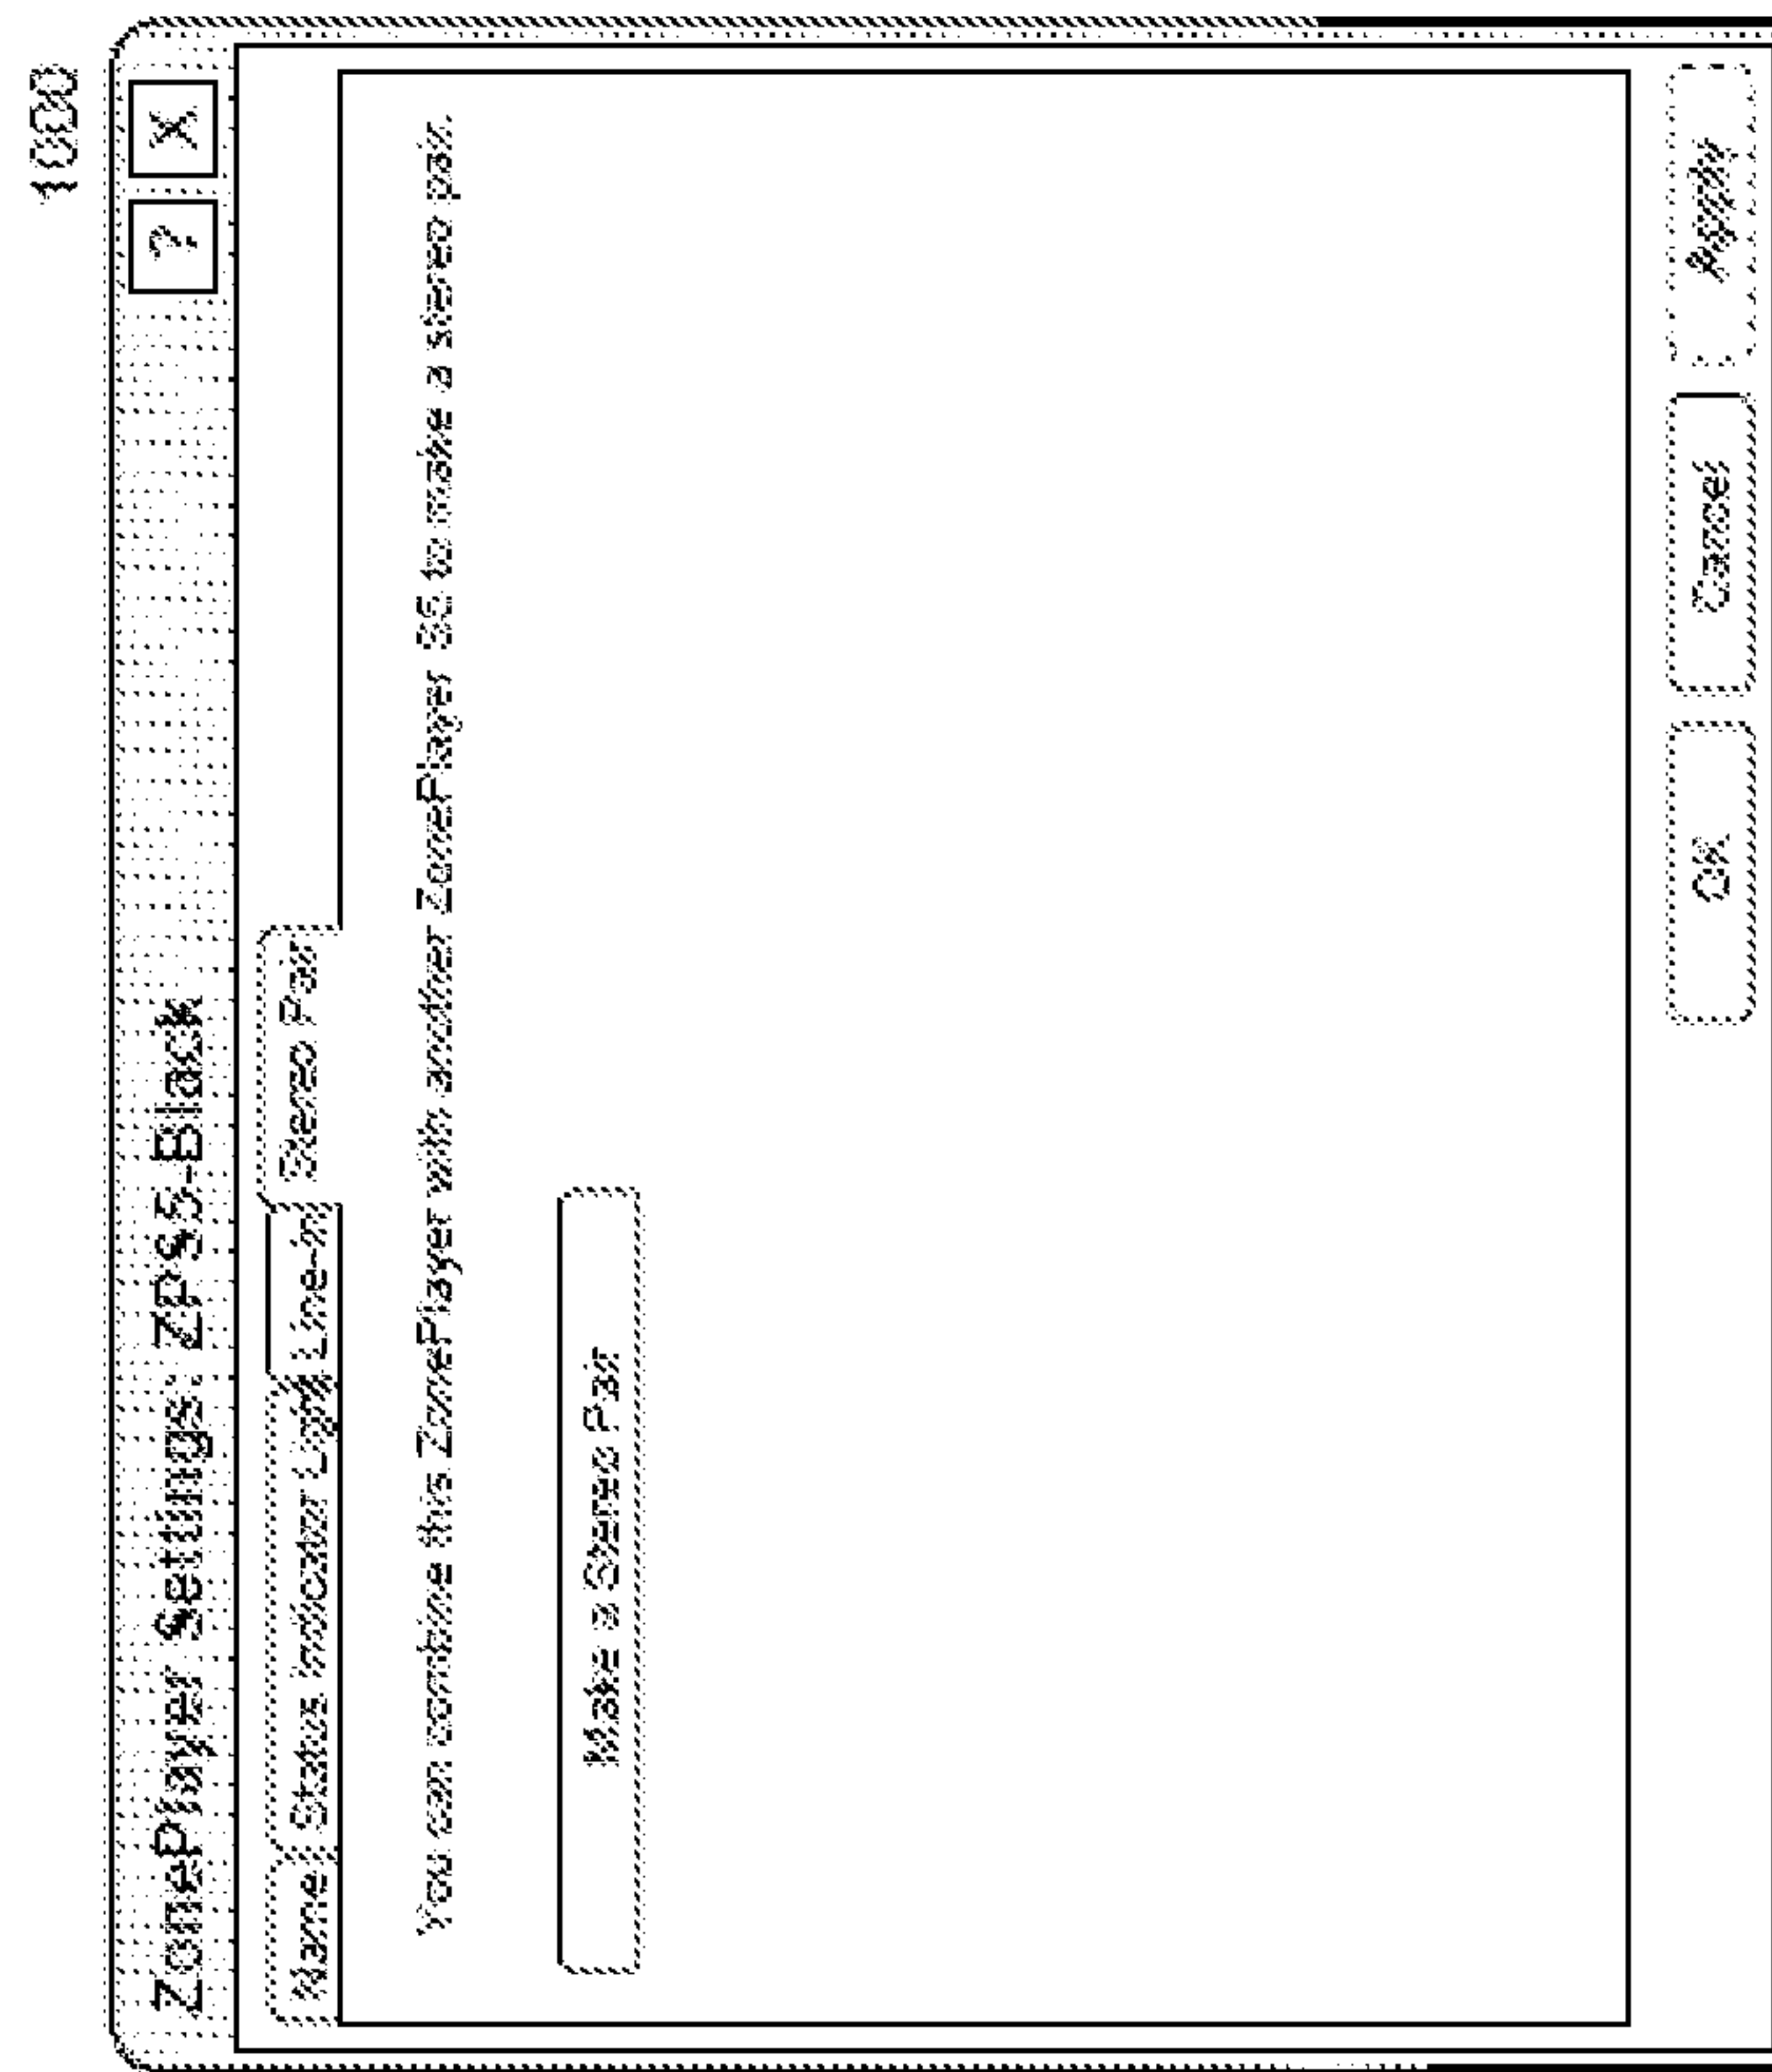 1000
ZonePlayer Settings: ZPS5-Black
? X
Name Status Indicator Light Line-In Stereo Pair
You can combine this ZonePlayer with another ZonePlayer S5 to make a stereo pair.
Make a Stereo Pair
OK Cancel Apply